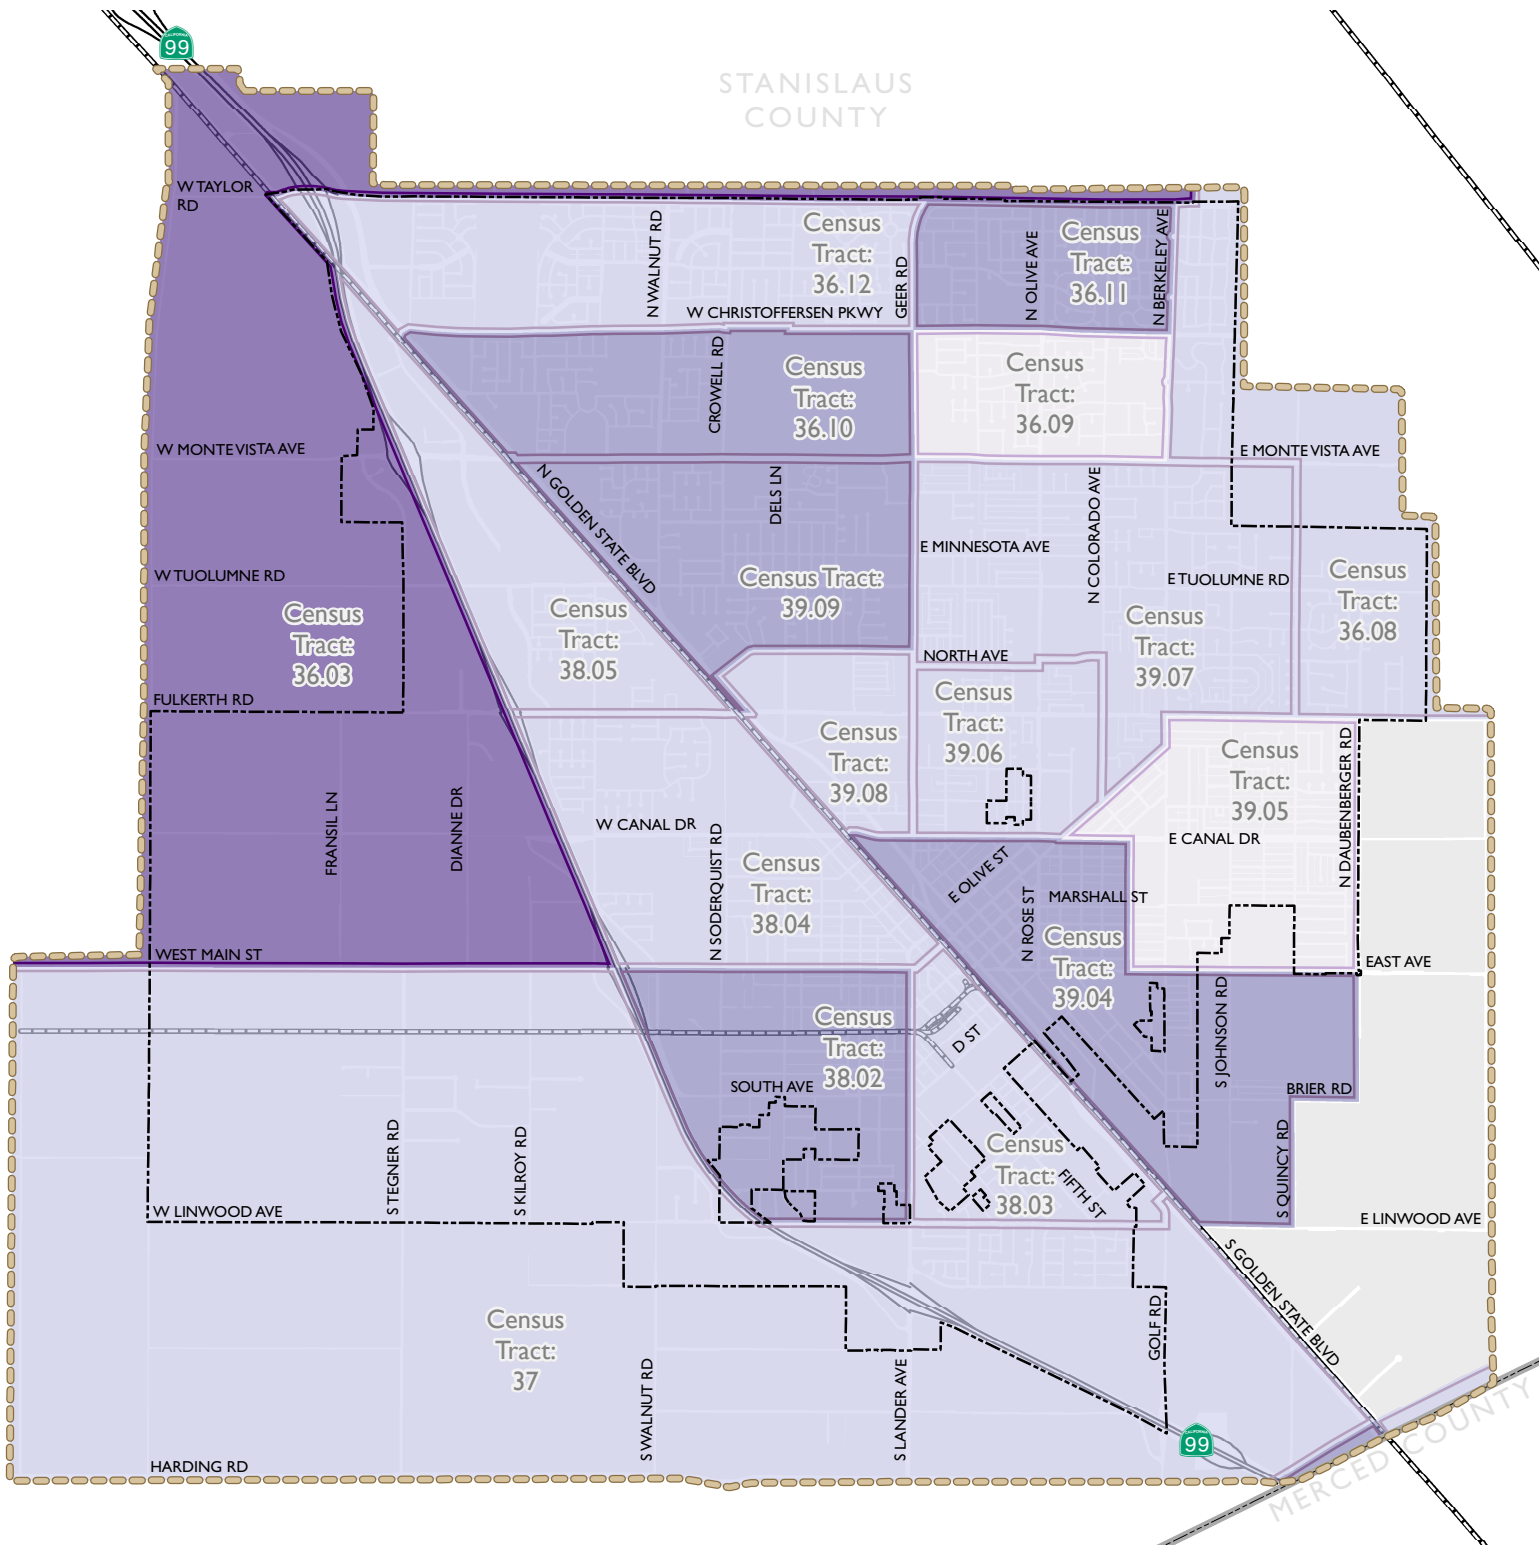 CALIFORNIA
99
STANISLAUS
COUNTY
W TAYLOR
RD
N WALNUT RD
Census
Tract:
36.12
GEER RD
N OLIVE AVE
Census
Tract:
36.11
N BERKELEY AVE
W CHRISTOFFERSEN PKWY
CROWELL RD
Census
Tract:
36.10
Census
Tract:
36.09
W MONTE VISTA AVE
E MONTE VISTA AVE
N GOLDEN STATE BLVD
DELS LN
N COLORADO AVE
E MINNESOTA AVE
W TUOLUMNE RD
Census Tract:
39.09
E TUOLUMNE RD
Census
Tract:
36.08
Census
Tract:
36.03
Census
Tract:
38.05
Census
Tract:
39.07
NORTH AVE
FULKERTH RD
Census
Tract:
39.06
Census
Tract:
39.08
Census
Tract:
39.05
N DAUBENBERGER RD
FRANSIL LN
DIANNE DR
W CANAL DR
N SODERQUIST RD
E CANAL DR
Census
Tract:
38.04
E OLIVE ST
N ROSE ST
MARSHALL ST
Census
Tract:
39.04
WEST MAIN ST
EAST AVE
Census
Tract:
38.02
D ST
S JOHNSON RD
SOUTH AVE
BRIER RD
S TEGNER RD
S KILROY RD
Census
Tract:
38.03
FIFTH ST
S QUINCY RD
W LINWOOD AVE
E LINWOOD AVE
S GOLDEN STATE BLVD
Census
Tract:
37
GOLF RD
S WALNUT RD
S LANDER AVE
CALIFORNIA
99
HARDING RD
MERCED COUNTY